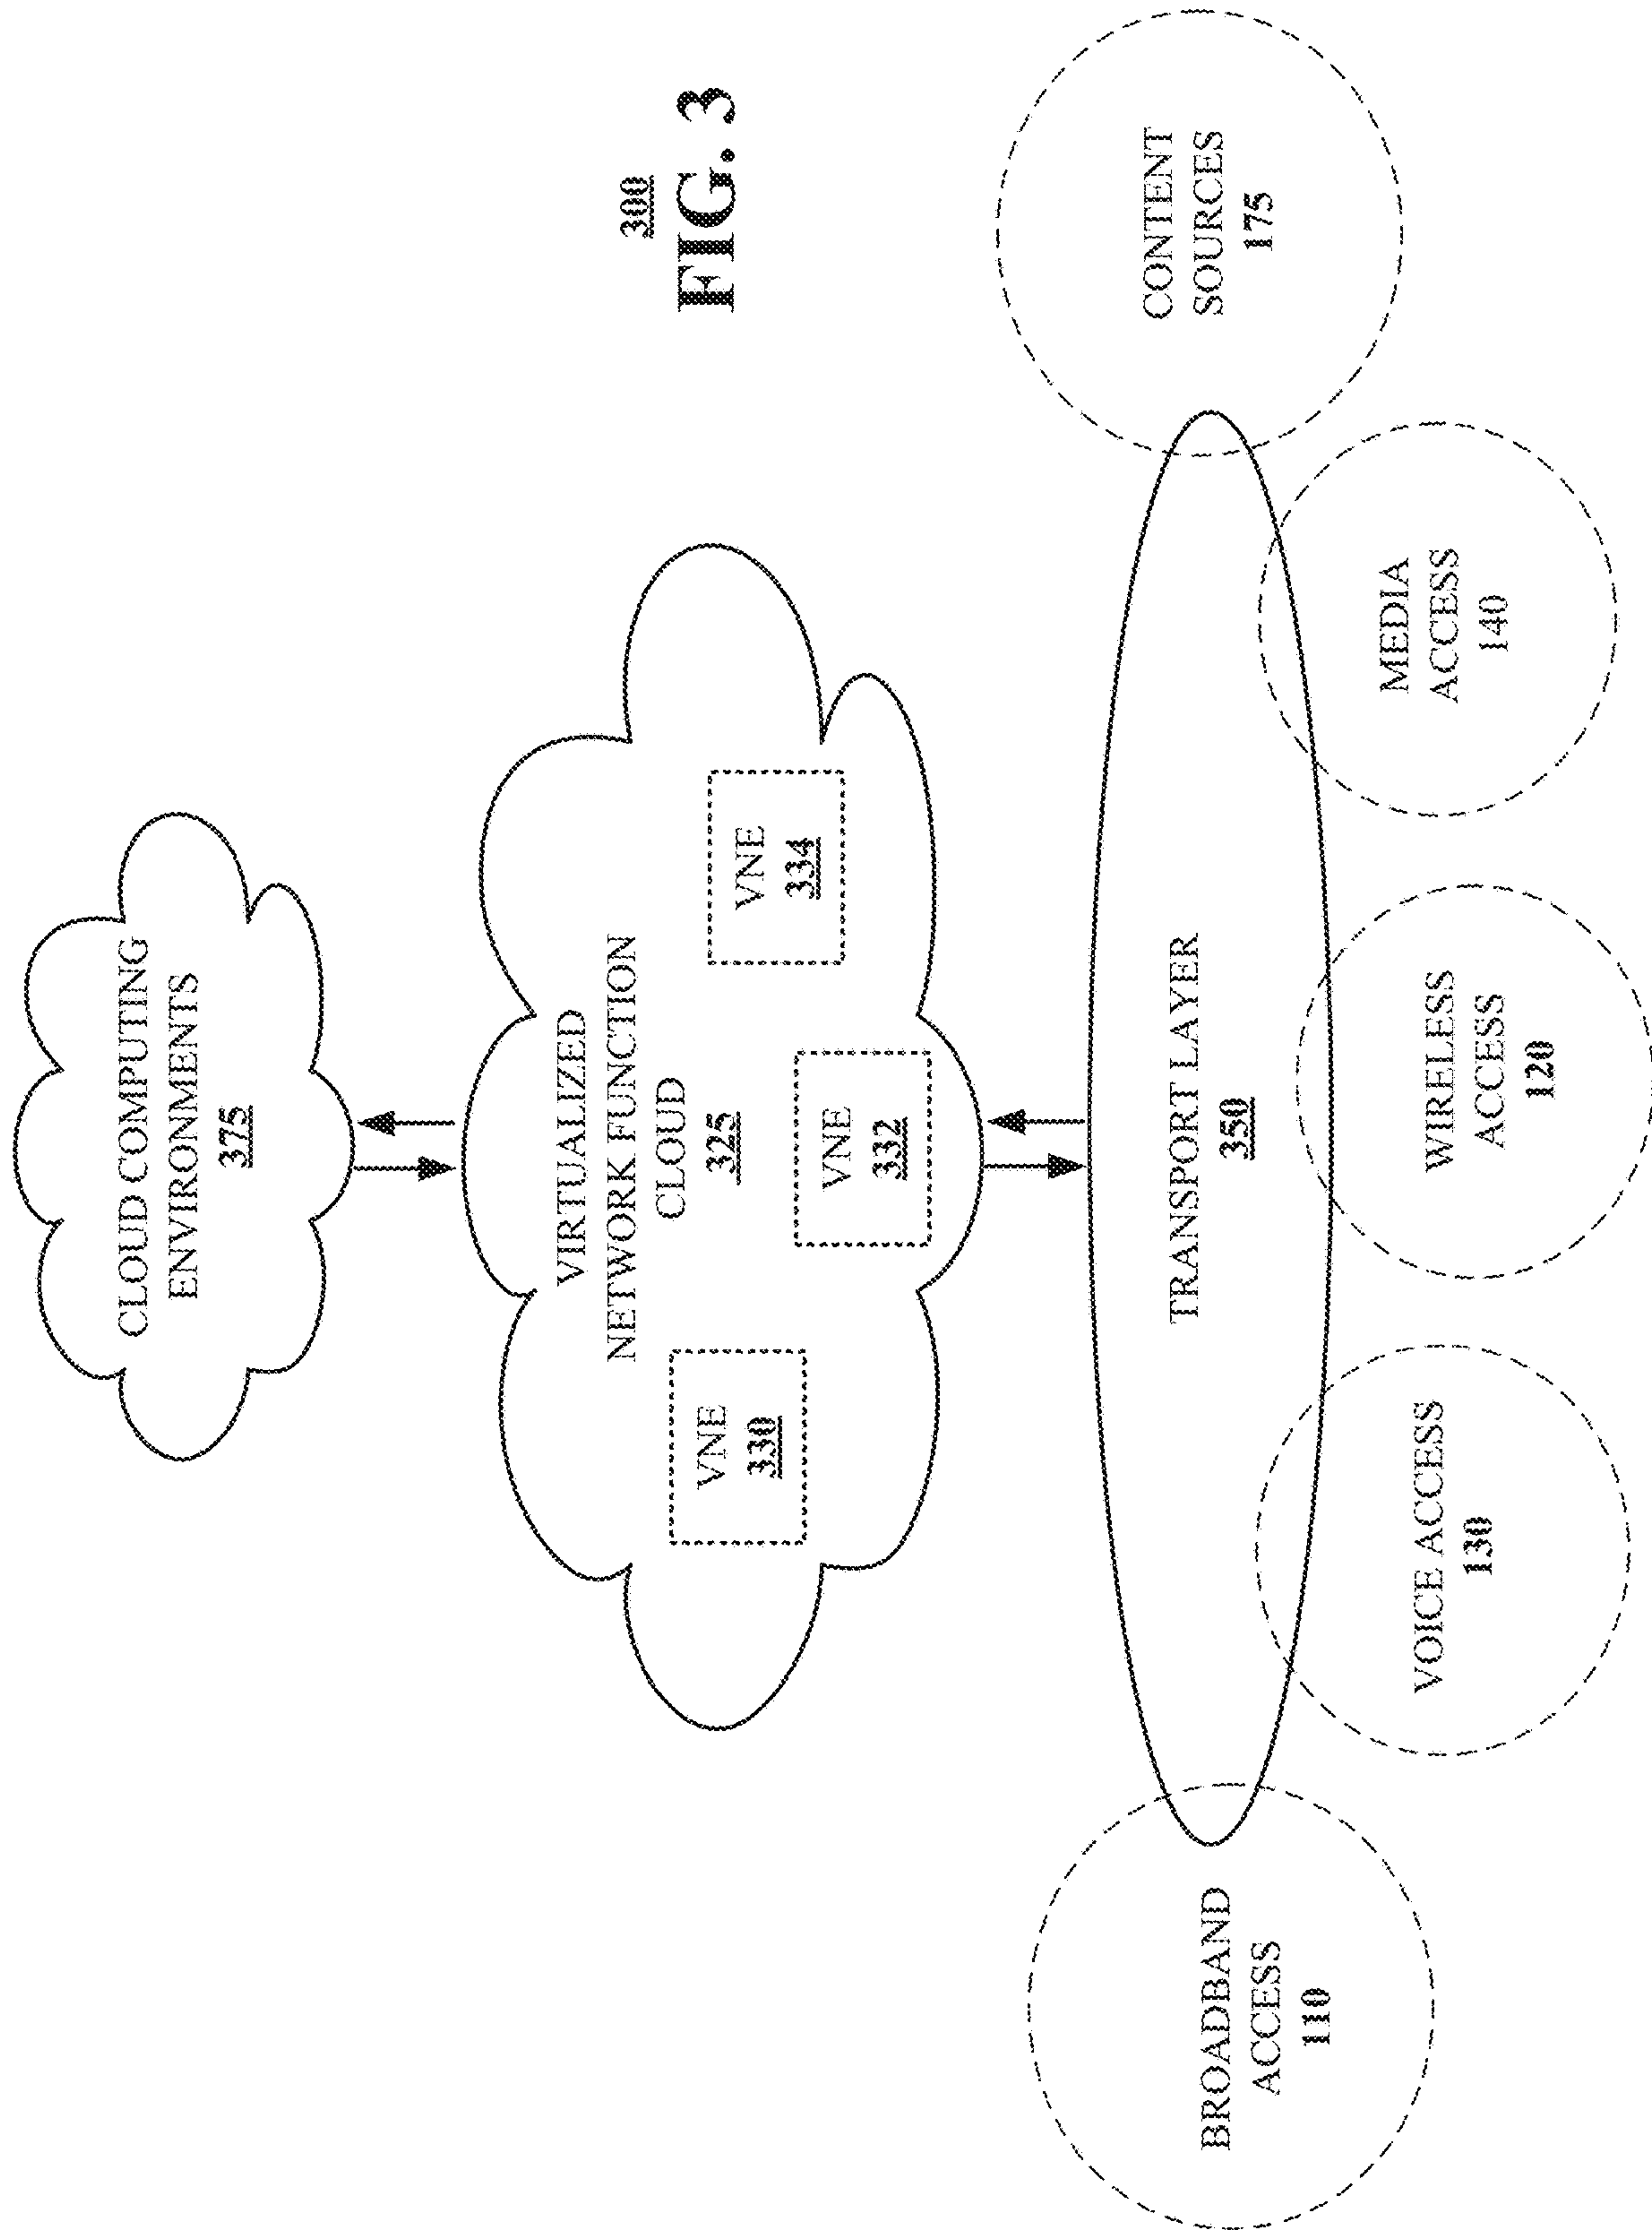 CLOUD COMPUTING
ENVIRONMENTS
375
VIRTUALIZED
NETWORK FUNCTION
CLOUD
325
VNE
330
VNE
332
VNE
334
TRANSPORT LAYER
350
BROADBAND
ACCESS
110
VOICE ACCESS
130
WIRELESS
ACCESS
120
MEDIA
ACCESS
140
CONTENT
SOURCES
175
300
FIG. 3